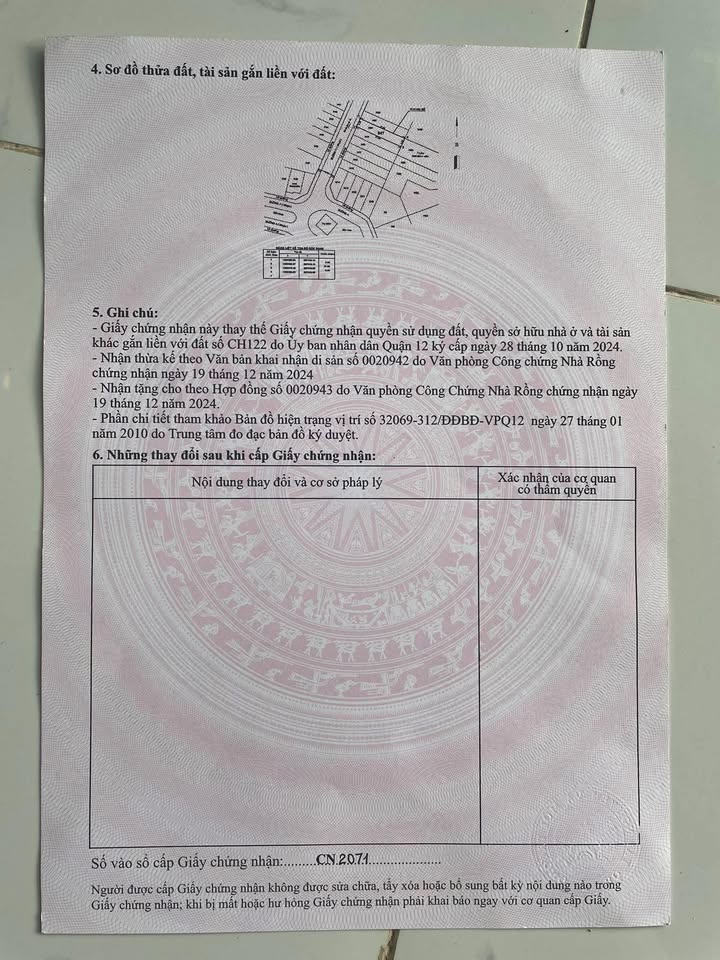 4. Sơ đồ thửa đất, tài sản gắn liền với đất:
5. Ghi chú:
- Giấy chứng nhận này thay thế Giấy chứng nhận quyền sử dụng đất, quyền sở hữu nhà ở và tài sản
khác gắn liền với đất số CH122 do Ủy ban nhân dân Quận 12 ký cấp ngày 28 tháng 10 năm 2024.
- Nhận thừa kế theo Văn bản khai nhận di sản số 0020942 do Văn phòng Công chứng Nhà Rồng
chứng nhận ngày 19 tháng 12 năm 2024
- Nhận tặng cho theo Hợp đồng số 0020943 do Văn phòng Công Chứng Nhà Rồng chứng nhận ngày
19 tháng 12 năm 2024.
- Phần chi tiết tham khảo Bản đồ hiện trạng vị trí số 32069-312/ĐĐBĐ-VPQ12 ngày 27 tháng 01
năm 2010 do Trung tâm đo đạc bản đồ ký duyệt.
6. Những thay đổi sau khi cấp Giấy chứng nhận:
Nội dung thay đổi và cơ sở pháp lý
Xác nhận của cơ quan
có thẩm quyền
Số vào sổ cấp Giấy chứng nhận:........CN.2071...................
Người được cấp Giấy chứng nhận không được sửa chữa, tẩy xóa hoặc bổ sung bất kỳ nội dung nào trong
Giấy chứng nhận; khi bị mất hoặc hư hỏng Giấy chứng nhận phải khai báo ngay với cơ quan cấp Giấy.